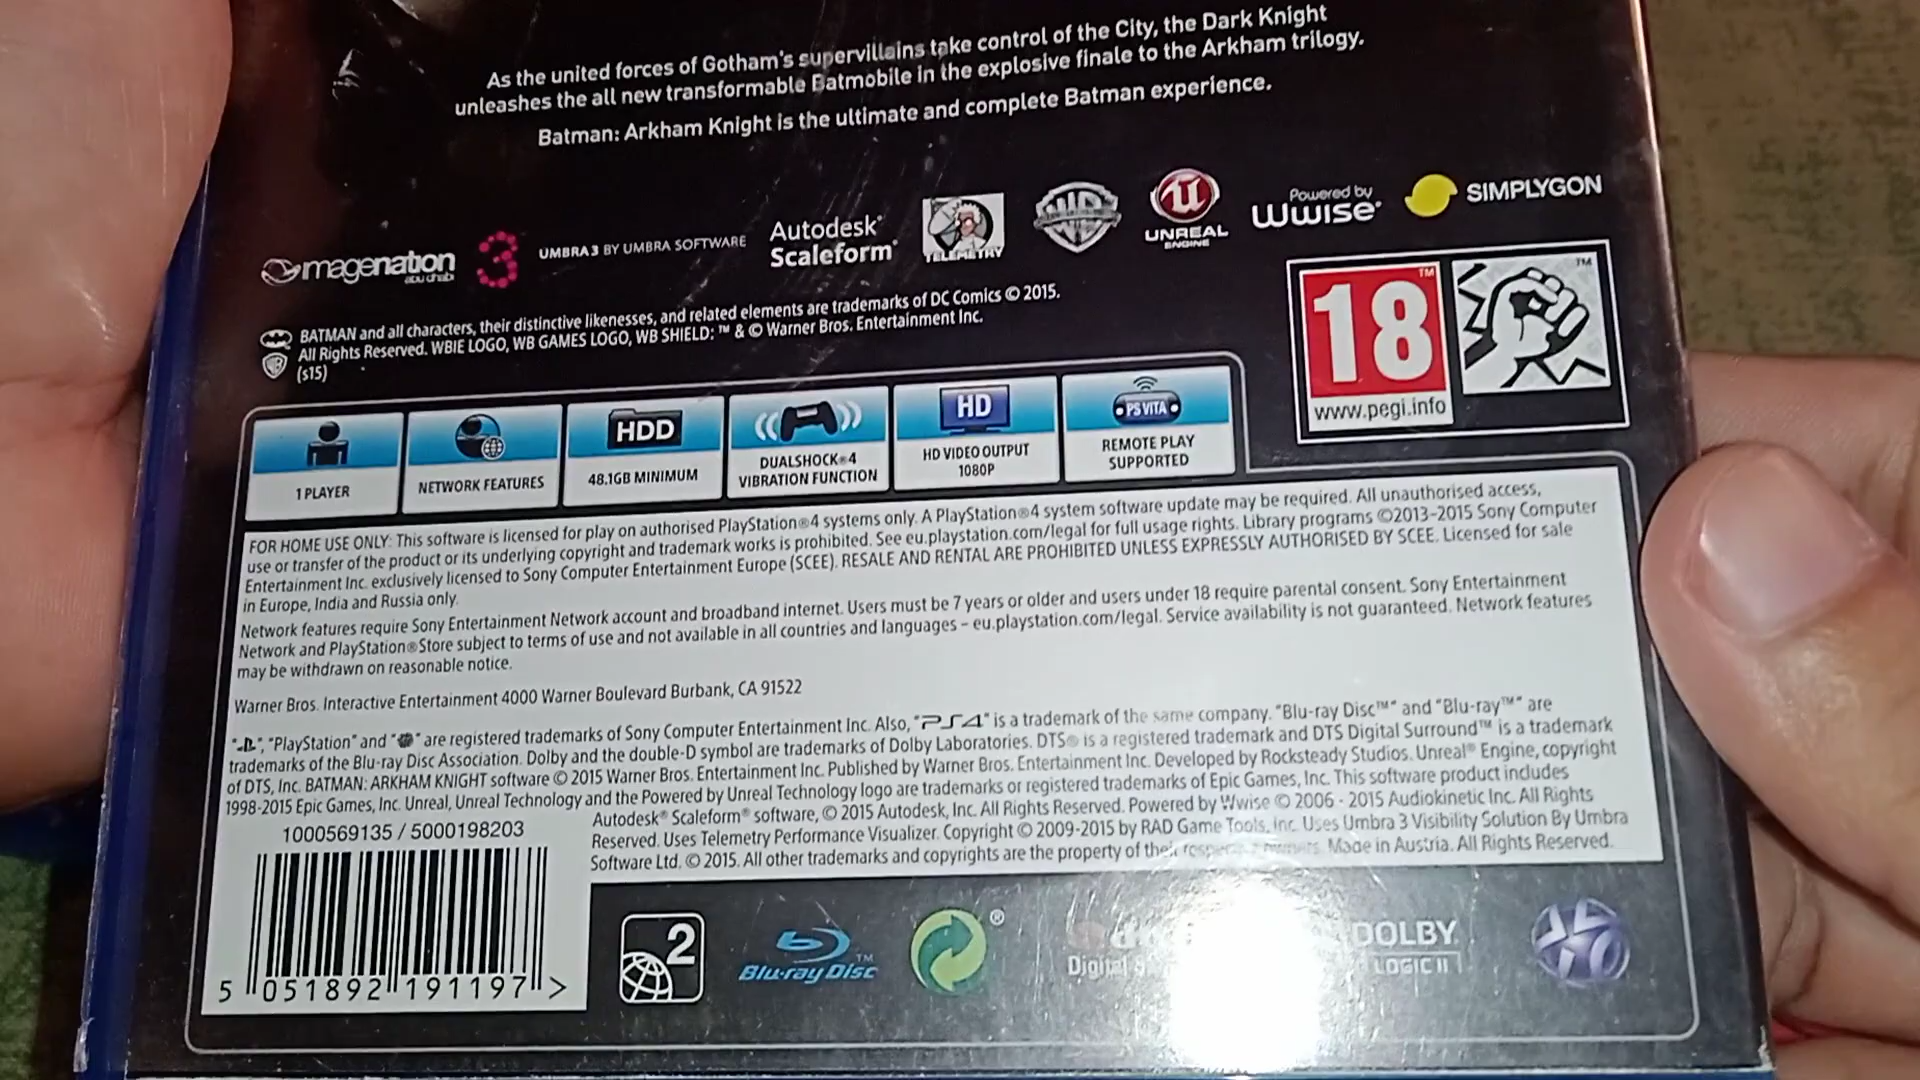 As the united forces of Gotham's supervillains take control of the City, the Dark Knight
unleashes the all new transformable Batmobile in the explosive finale to the Arkham trilogy.
Batman: Arkham Knight is the ultimate and complete Batman experience.
imagenation
abu dhabi
3
UMBRA 3 BY UMBRA SOFTWARE
Autodesk®
Scaleform®
TELEMETRY
WB
UNREAL
ENGINE
Powered by
Wwise®
SIMPLYGON
BATMAN and all characters, their distinctive likenesses, and related elements are trademarks of DC Comics © 2015.
All Rights Reserved. WBIE LOGO, WB GAMES LOGO, WB SHIELD: ™ & © Warner Bros. Entertainment Inc.
(s15)
18™
™
www.pegi.info
1 PLAYER
NETWORK FEATURES
HDD
48.1GB MINIMUM
DUALSHOCK®4
VIBRATION FUNCTION
HD
HD VIDEO OUTPUT
1080P
PS VITA
REMOTE PLAY
SUPPORTED
FOR HOME USE ONLY: This software is licensed for play on authorised PlayStation®4 systems only. A PlayStation®4 system software update may be required. All unauthorised access,
use or transfer of the product or its underlying copyright and trademark works is prohibited. See eu.playstation.com/legal for full usage rights. Library programs ©2013-2015 Sony Computer
Entertainment Inc. exclusively licensed to Sony Computer Entertainment Europe (SCEE). RESALE AND RENTAL ARE PROHIBITED UNLESS EXPRESSLY AUTHORISED BY SCEE. Licensed for sale
in Europe, India and Russia only.
Network features require Sony Entertainment Network account and broadband internet. Users must be 7 years or older and users under 18 require parental consent. Sony Entertainment
Network and PlayStation®Store subject to terms of use and not available in all countries and languages – eu.playstation.com/legal. Service availability is not guaranteed. Network features
may be withdrawn on reasonable notice.
Warner Bros. Interactive Entertainment 4000 Warner Boulevard Burbank, CA 91522
" ", "PlayStation" and " " are registered trademarks of Sony Computer Entertainment Inc. Also, "PS4" is a trademark of the same company. "Blu-ray Disc™" and "Blu-ray™" are
trademarks of the Blu-ray Disc Association. Dolby and the double-D symbol are trademarks of Dolby Laboratories. DTS® is a registered trademark and DTS Digital Surround™ is a trademark
of DTS, Inc. BATMAN: ARKHAM KNIGHT software © 2015 Warner Bros. Entertainment Inc. Published by Warner Bros. Entertainment Inc. Developed by Rocksteady Studios. Unreal® Engine, copyright
1998-2015 Epic Games, Inc. Unreal, Unreal Technology and the Powered by Unreal Technology logo are trademarks or registered trademarks of Epic Games, Inc. This software product includes
Autodesk® Scaleform® software, © 2015 Autodesk, Inc. All Rights Reserved. Powered by Wwise © 2006 - 2015 Audiokinetic Inc. All Rights
Reserved. Uses Telemetry Performance Visualizer. Copyright © 2009-2015 by RAD Game Tools, Inc. Uses Umbra 3 Visibility Solution By Umbra
Software Ltd. © 2015. All other trademarks and copyrights are the property of their respective owners. Made in Austria. All Rights Reserved.
1000569135 / 5000198203
5 051892 191197 >
2
Blu-ray Disc™
®
Digital
DOLBY
LOGIC II